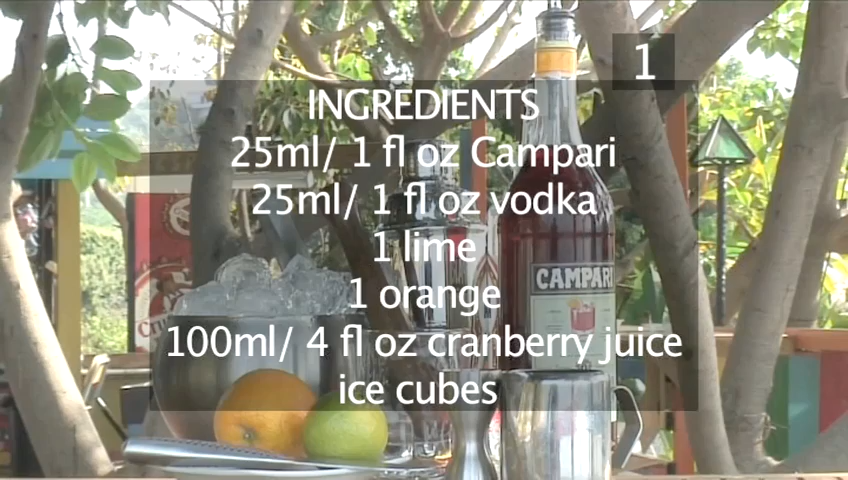 1
INGREDIENTS
25ml/ 1 fl oz Campari
25ml/ 1 fl oz vodka
1 lime
1 orange
100ml/ 4 fl oz cranberry juice
ice cubes
CAMPARI